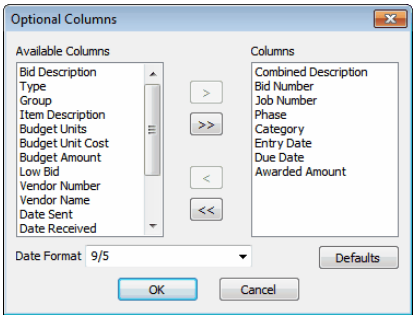 Optional Columns
Available Columns
Bid Description
Type
Group
Item Description
Budget Units
Budget Unit Cost
Budget Amount
Low Bid
Vendor Number
Vendor Name
Date Sent
Date Received
>
>>
<
<<
Columns
Combined Description
Bid Number
Job Number
Phase
Category
Entry Date
Due Date
Awarded Amount
Date Format 9/5
Defaults
OK Cancel